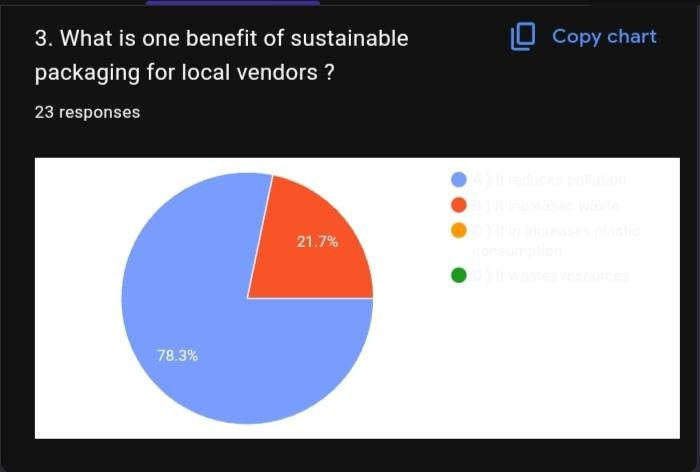 3. What is one benefit of sustainable
packaging for local vendors ?
Copy chart
23 responses
21.7%
78.3%
A ) It reduces pollution
B ) It increases waste
C ) It In increases plastic
consumption
D ) It wastes resources